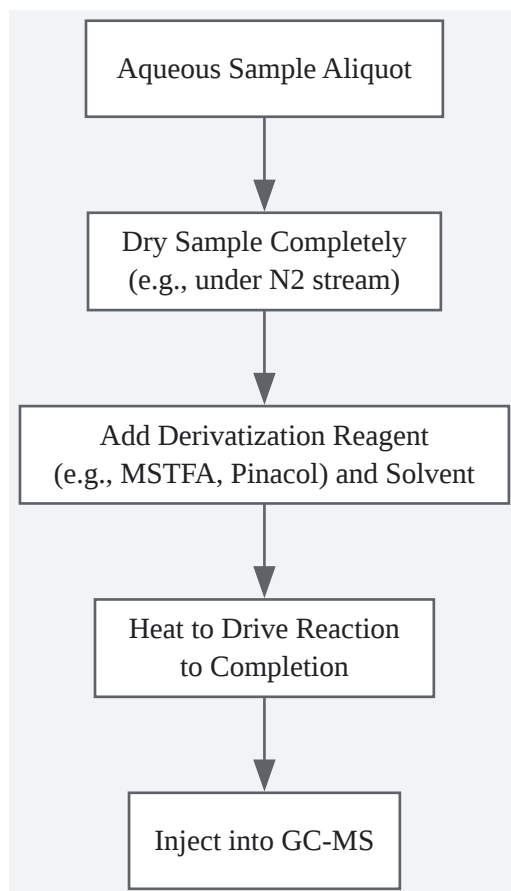 Aqueous Sample Aliquot
Dry Sample Completely
(e.g., under N2 stream)
Add Derivatization Reagent
(e.g., MSTFA, Pinacol) and Solvent
Heat to Drive Reaction
to Completion
Inject into GC-MS